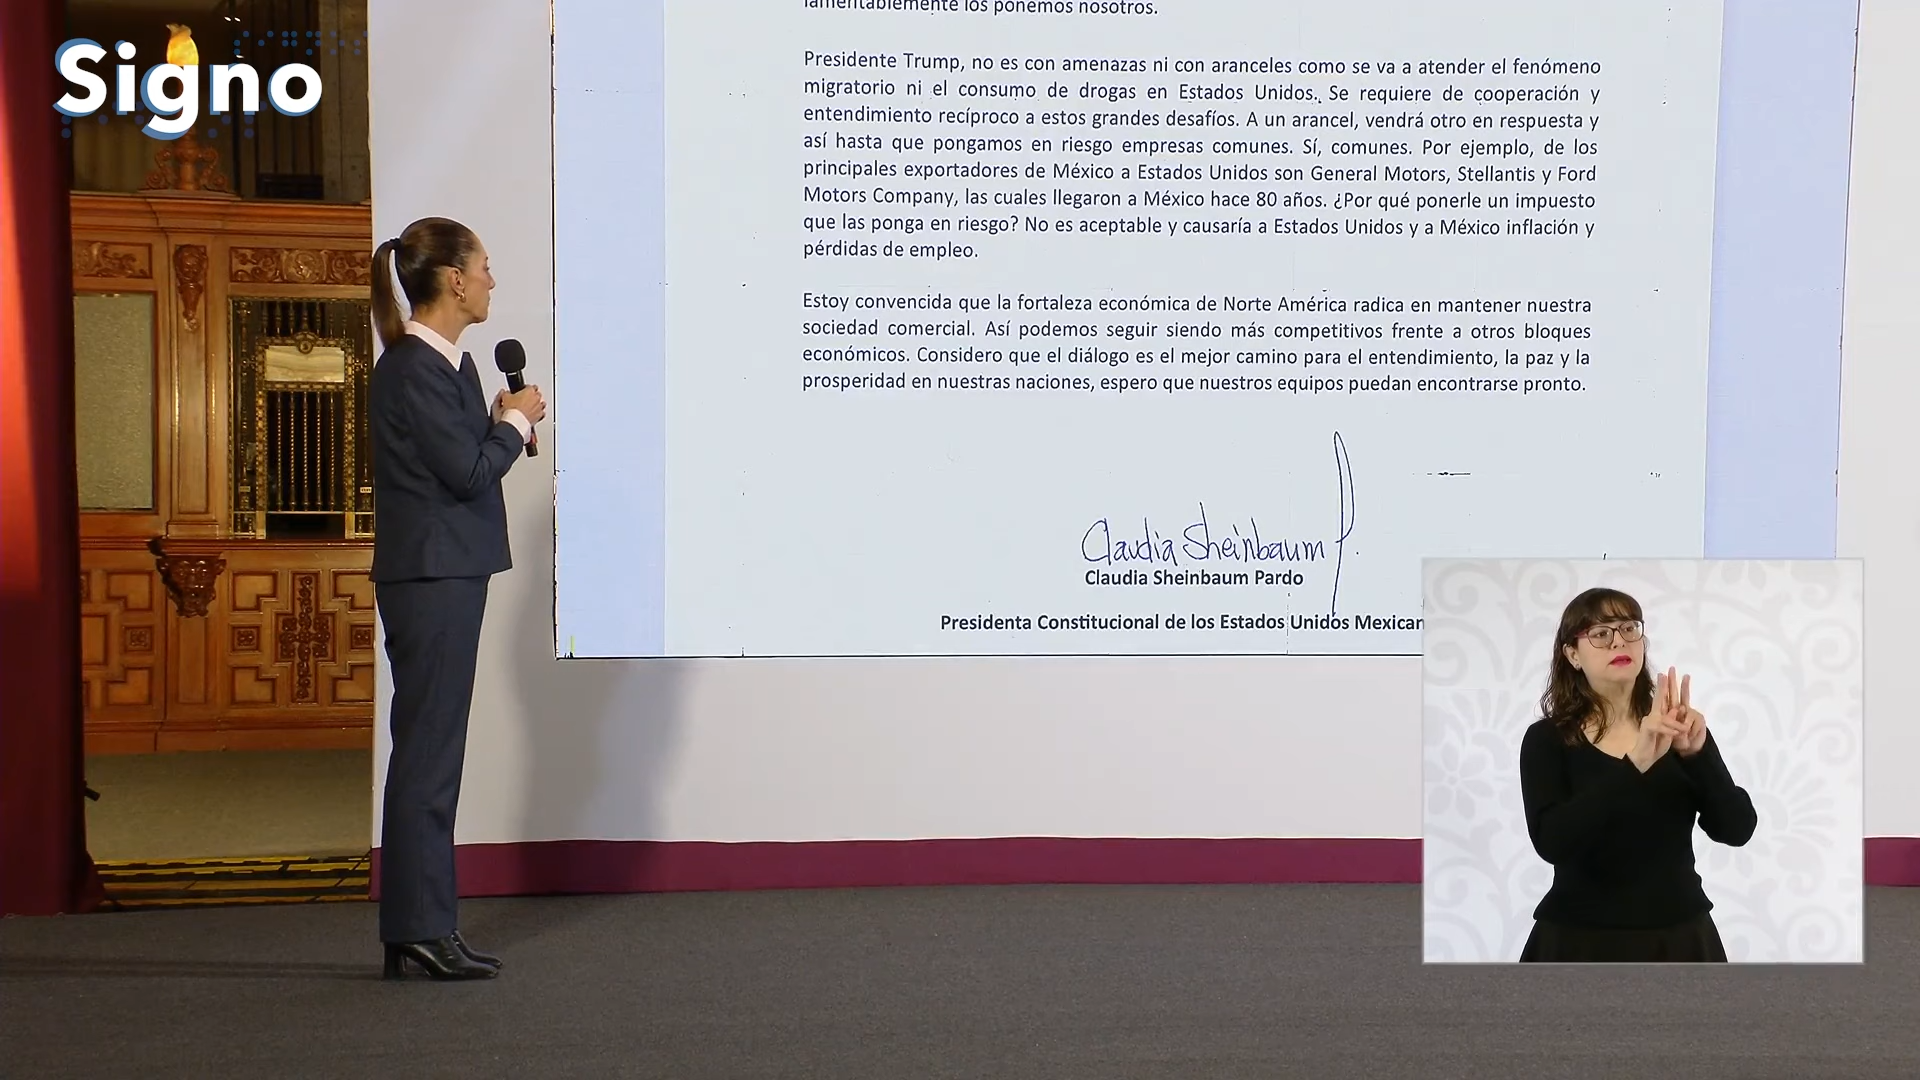 Signo
lamentablemente los ponemos nosotros.
Presidente Trump, no es con amenazas ni con aranceles como se va a atender el fenómeno
migratorio ni el consumo de drogas en Estados Unidos. Se requiere de cooperación y
entendimiento recíproco a estos grandes desafíos. A un arancel, vendrá otro en respuesta y
así hasta que pongamos en riesgo empresas comunes. Sí, comunes. Por ejemplo, de los
principales exportadores de México a Estados Unidos son General Motors, Stellantis y Ford
Motors Company, las cuales llegaron a México hace 80 años. ¿Por qué ponerle un impuesto
que las ponga en riesgo? No es aceptable y causaría a Estados Unidos y a México inflación y
pérdidas de empleo.
Estoy convencida que la fortaleza económica de Norte América radica en mantener nuestra
sociedad comercial. Así podemos seguir siendo más competitivos frente a otros bloques
económicos. Considero que el diálogo es el mejor camino para el entendimiento, la paz y la
prosperidad en nuestras naciones, espero que nuestros equipos puedan encontrarse pronto.
Claudia Sheinbaum P.
Claudia Sheinbaum Pardo
Presidenta Constitucional de los Estados Unidos Mexican